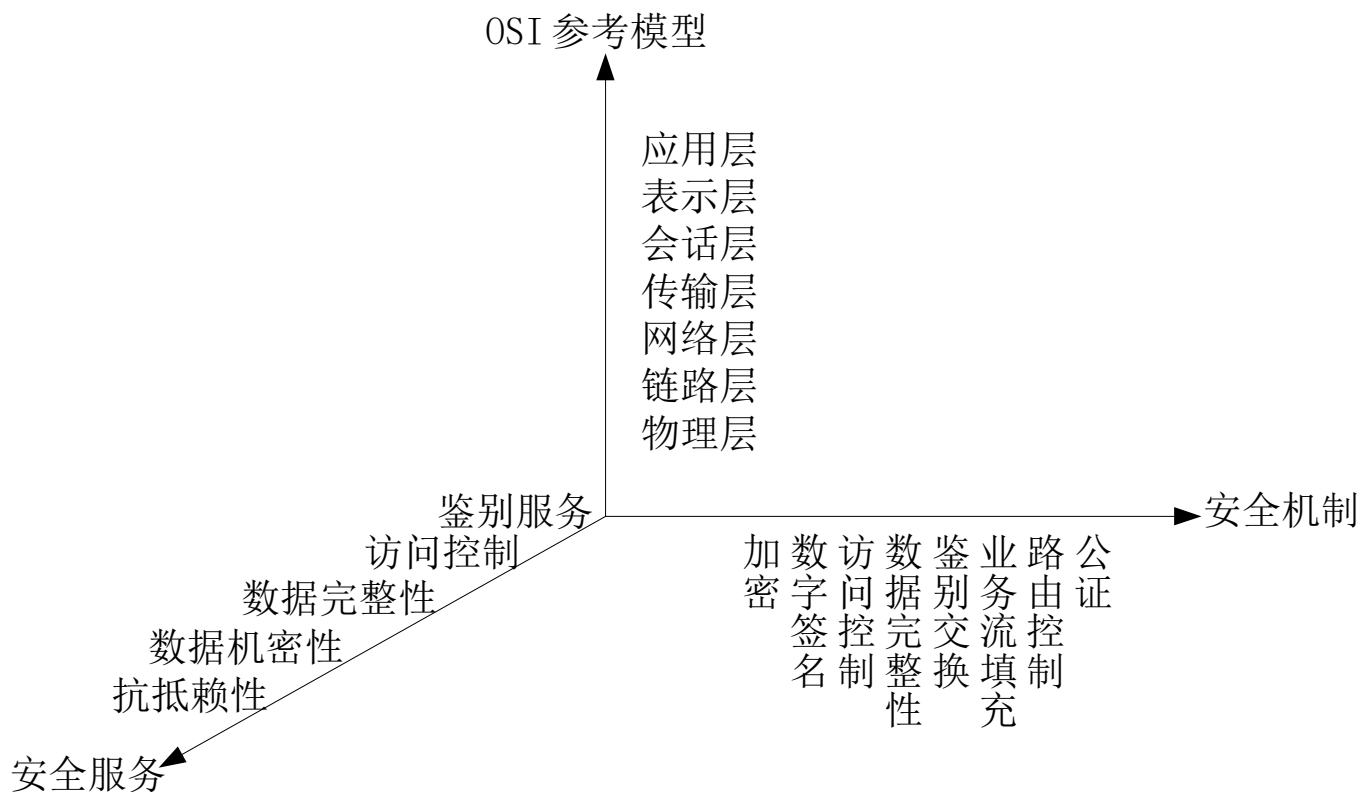 OSI参考模型
应用层
表示层
会话层
传输层
网络层
链路层
物理层
鉴别服务
访问控制
数据完整性
数据机密性
抗抵赖性
安全服务
安全机制
加密
数字签名
访问控制
数据完整性
鉴别交换
业务流填充
路由控制
公证